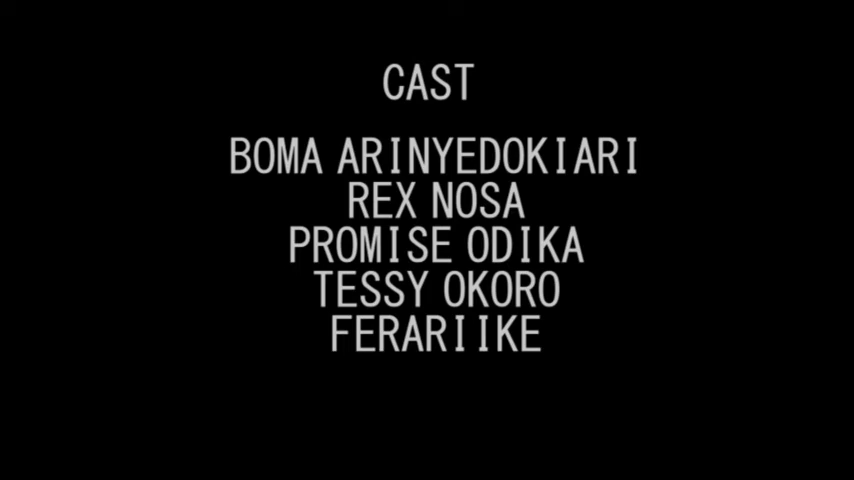 CAST
BOMA ARINYEDOKIARI
REX NOSA
PROMISE ODIKA
TESSY OKORO
FERARIIKE